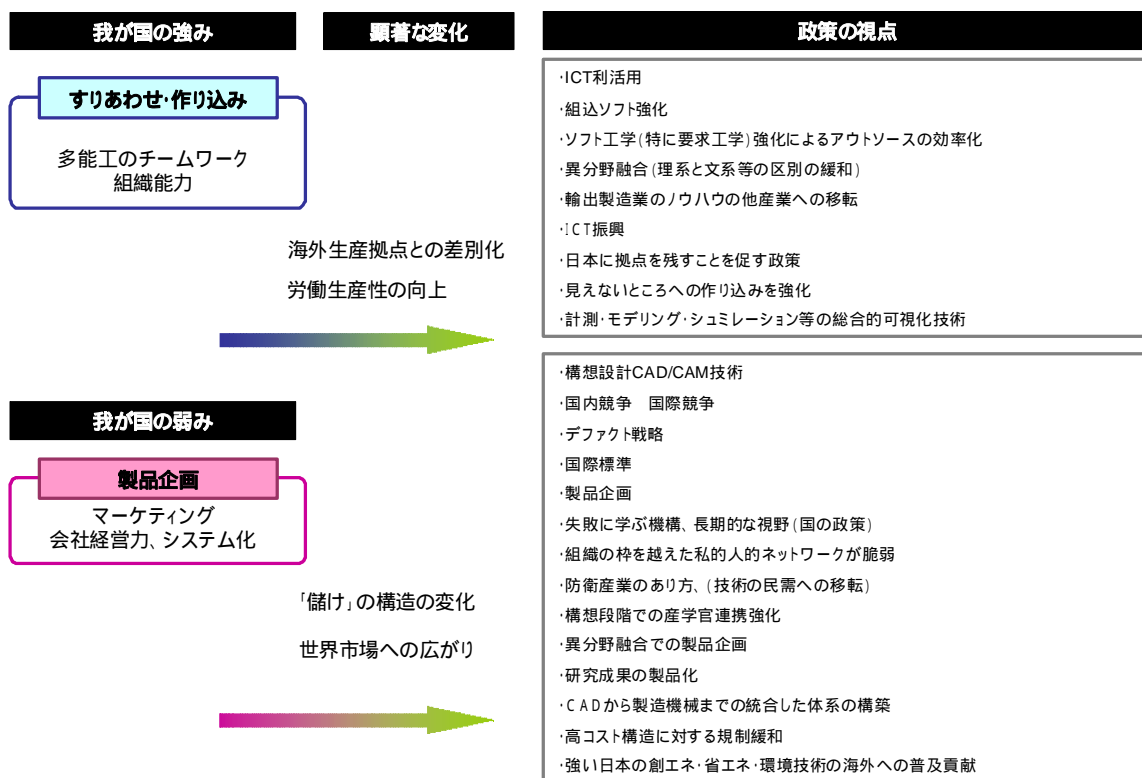 我が国の強み
顕著な変化
政策の視点
すりあわせ・作り込み
多能工のチームワーク
組織能力
海外生産拠点との差別化
労働生産性の向上
・ICT利活用
・組込ソフト強化
・ソフト工学(特に要求工学)強化によるアウトソースの効率化
・異分野融合(理系と文系等の区別の緩和)
・輸出製造業のノウハウの他産業への移転
・ICT振興
・日本に拠点を残すことを促す政策
・見えないところへの作り込みを強化
・計測・モデリング・シュミレーション等の総合的可視化技術
我が国の弱み
製品企画
マーケティング
会社経営力、システム化
「儲け」の構造の変化
世界市場への広がり
・構想設計CAD/CAM技術
・国内競争　国際競争
・デファクト戦略
・国際標準
・製品企画
・失敗に学ぶ機構、長期的な視野(国の政策)
・組織の枠を越えた私的人的ネットワークが脆弱
・防衛産業のあり方、(技術の民需への移転)
・構想段階での産学官連携強化
・異分野融合での製品企画
・研究成果の製品化
・CADから製造機械までの統合した体系の構築
・高コスト構造に対する規制緩和
・強い日本の創エネ・省エネ・環境技術の海外への普及貢献